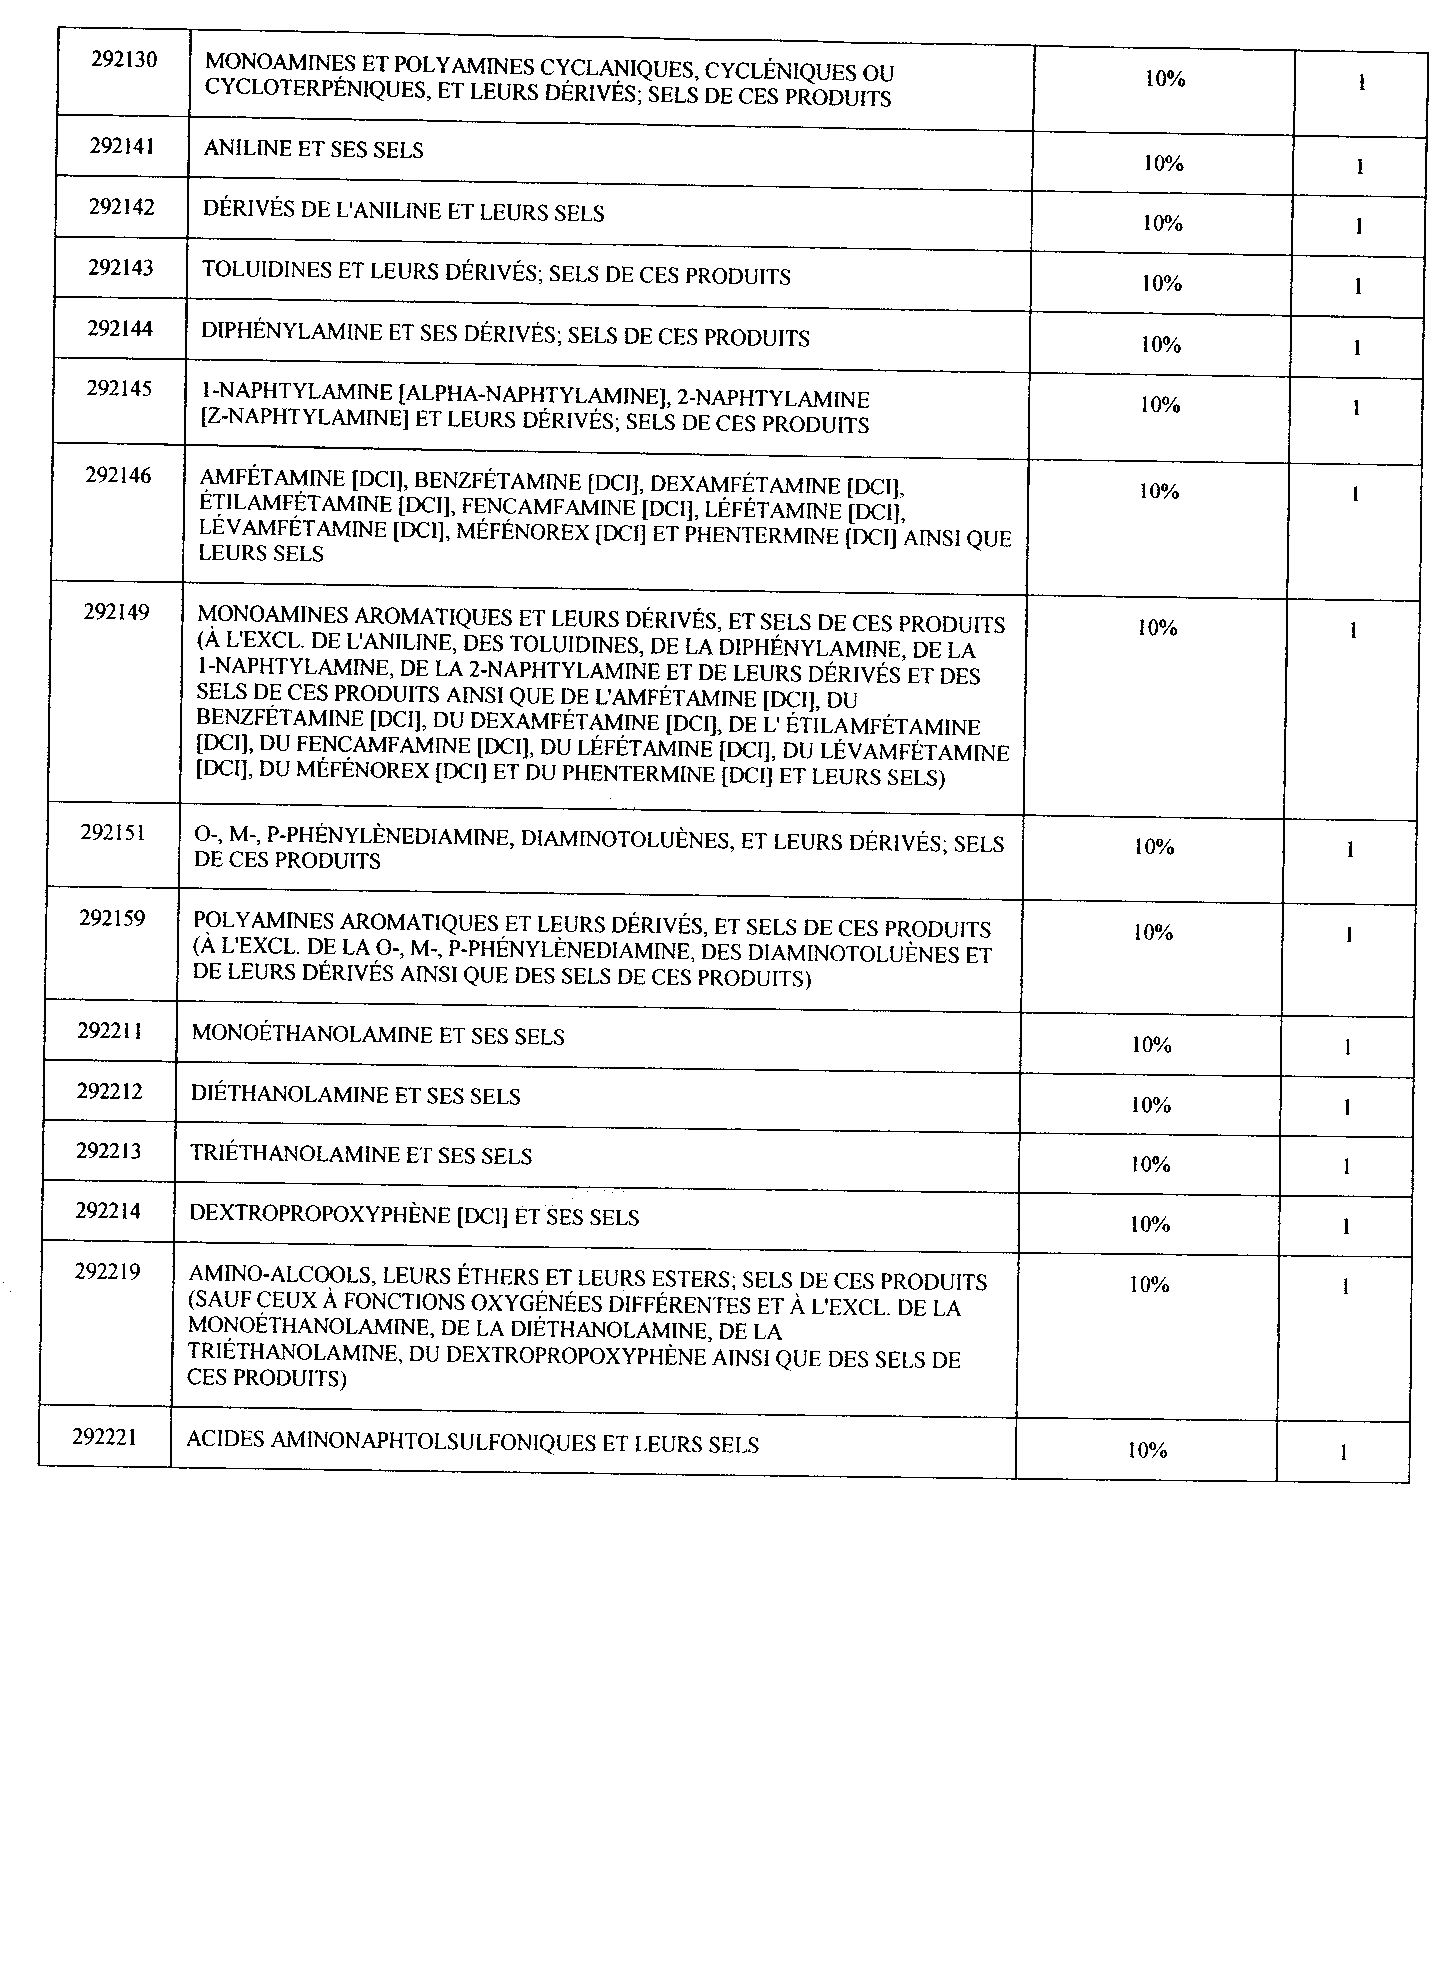 292130 MONOAMINES ET POLYAMINES CYCLANIQUES, CYCLÉNIQUES OU 10% 1
CYCLOTERPÉNIQUES, ET LEURS DÉRIVÉS; SELS DE CES PRODUITS
292141 ANILINE ET SES SELS 10% 1
292142 DÉRIVÉS DE L'ANILINE ET LEURS SELS 10% 1
292143 TOLUIDINES ET LEURS DÉRIVÉS; SELS DE CES PRODUITS 10% 1
292144 DIPHÉNYLAMINE ET SES DÉRIVÉS; SELS DE CES PRODUITS 10% 1
292145 1-NAPHTYLAMINE [ALPHA-NAPHTYLAMINE], 2-NAPHTYLAMINE 10% 1
[Z-NAPHTYLAMINE] ET LEURS DÉRIVÉS; SELS DE CES PRODUITS
292146 AMFÉTAMINE [DCI], BENZFÉTAMINE [DCI], DEXAMFÉTAMINE [DCI], 10% 1
ÉTILAMFÉTAMINE [DCI], FENCAMFAMINE [DCI], LÉFÉTAMINE [DCI],
LÉVAMFÉTAMINE [DCI], MÉFÉNOREX [DCI] ET PHENTERMINE [DCI] AINSI QUE
LEURS SELS
292149 MONOAMINES AROMATIQUES ET LEURS DÉRIVÉS, ET SELS DE CES PRODUITS 10% 1
(À L'EXCL. DE L'ANILINE, DES TOLUIDINES, DE LA DIPHÉNYLAMINE, DE LA
1-NAPHTYLAMINE, DE LA 2-NAPHTYLAMINE ET DE LEURS DÉRIVÉS ET DES
SELS DE CES PRODUITS AINSI QUE DE L'AMFÉTAMINE [DCI], DU
BENZFÉTAMINE [DCI], DU DEXAMFÉTAMINE [DCI], DE L' ÉTILAMFÉTAMINE
[DCI], DU FENCAMFAMINE [DCI], DU LÉFÉTAMINE [DCI], DU LÉVAMFÉTAMINE
[DCI], DU MÉFÉNOREX [DCI] ET DU PHENTERMINE [DCI] ET LEURS SELS)
292151 O-, M-, P-PHÉNYLÈNEDIAMINE, DIAMINOTOLUÈNES, ET LEURS DÉRIVÉS; SELS 10% 1
DE CES PRODUITS
292159 POLYAMINES AROMATIQUES ET LEURS DÉRIVÉS, ET SELS DE CES PRODUITS 10% 1
(À L'EXCL. DE LA O-, M-, P-PHÉNYLÈNEDIAMINE, DES DIAMINOTOLUÈNES ET
DE LEURS DÉRIVÉS AINSI QUE DES SELS DE CES PRODUITS)
292211 MONOÉTHANOLAMINE ET SES SELS 10% 1
292212 DIÉTHANOLAMINE ET SES SELS 10% 1
292213 TRIÉTHANOLAMINE ET SES SELS 10% 1
292214 DEXTROPROPOXYPHÈNE [DCI] ET SES SELS 10% 1
292219 AMINO-ALCOOLS, LEURS ÉTHERS ET LEURS ESTERS; SELS DE CES PRODUITS 10% 1
(SAUF CEUX À FONCTIONS OXYGÉNÉES DIFFÉRENTES ET À L'EXCL. DE LA
MONOÉTHANOLAMINE, DE LA DIÉTHANOLAMINE, DE LA
TRIÉTHANOLAMINE, DU DEXTROPROPOXYPHÈNE AINSI QUE DES SELS DE
CES PRODUITS)
292221 ACIDES AMINONAPHTOLSULFONIQUES ET LEURS SELS 10% 1